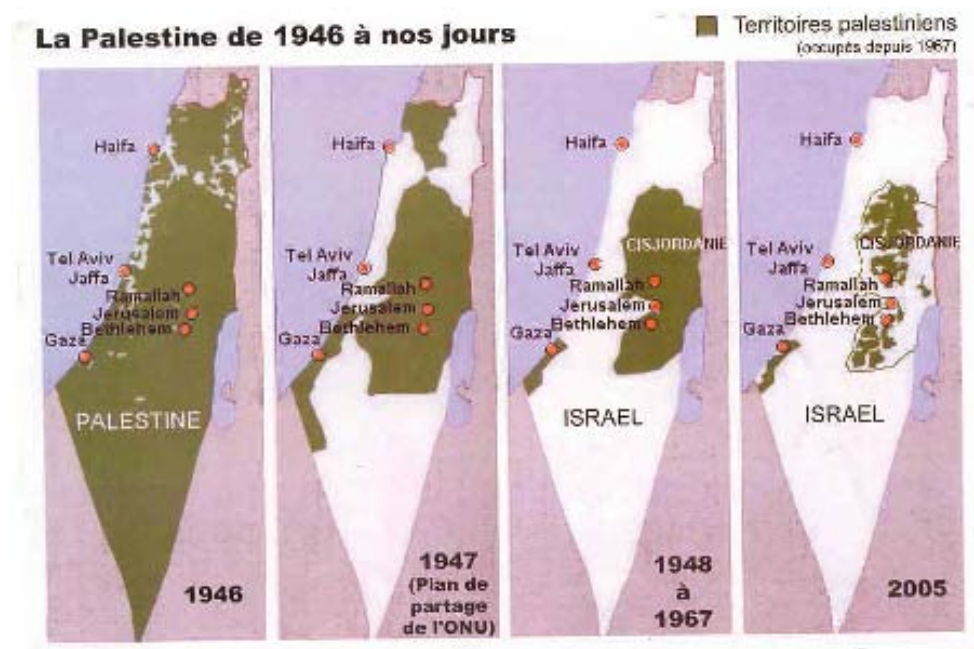 La Palestine de 1946 à nos jours
Territoires palestiniens
(occupés depuis 1967)
Haifa
Tel Aviv
Jaffa
Ramallah
Jerusalem
Bethlehem
Gaza
PALESTINE
1946
Haifa
Tel Aviv
Jaffa
Ramallah
Jerusalem
Bethlehem
Gaza
1947
(Plan de
partage
de l'ONU)
Haifa
CISJORDANIE
Tel Aviv
Jaffa
Ramallah
Jerusalem
Bethlehem
Gaza
ISRAEL
1948
à
1967
Haifa
CISJORDANIE
Tel Aviv
Jaffa
Ramallah
Jerusalem
Bethlehem
Gaza
ISRAEL
2005